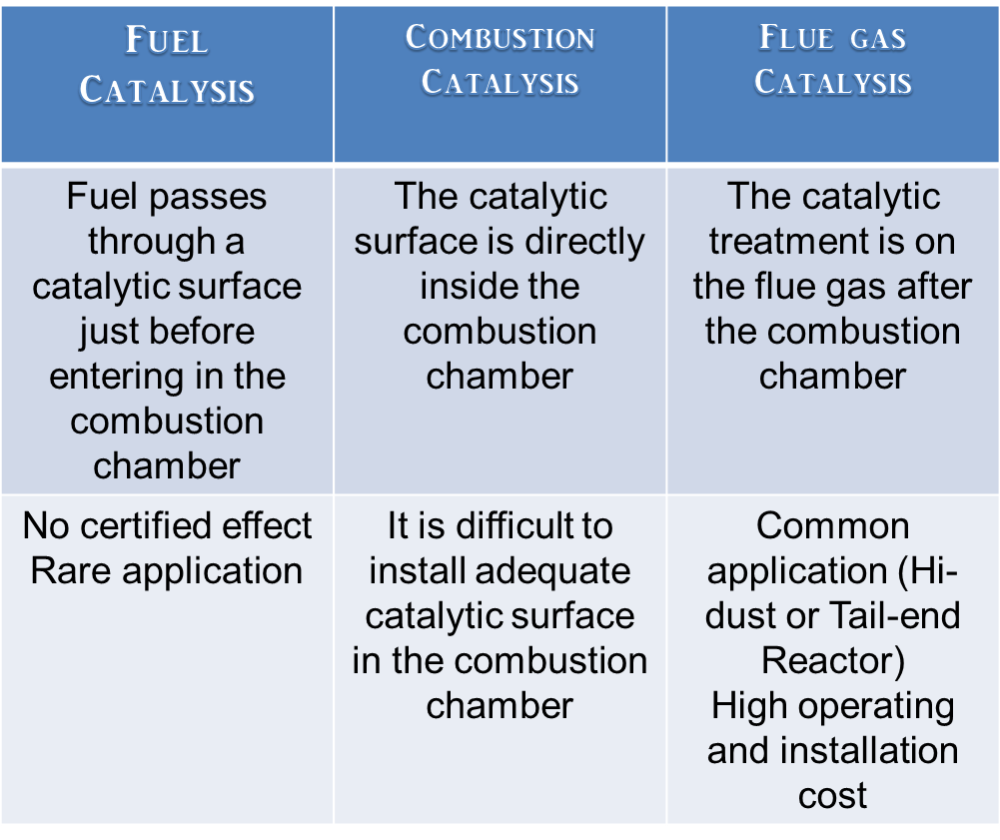 FUEL
CATALYSIS
COMBUSTION
CATALYSIS
FLUE GAS
CATALYSIS
Fuel passes
through a
catalytic surface
just before
entering in the
combustion
chamber
The catalytic
surface is directly
inside the
combustion
chamber
The catalytic
treatment is on
the flue gas after
the combustion
chamber
No certified effect
Rare application
It is difficult to
install adequate
catalytic surface
in the combustion
chamber
Common
application (Hi-
dust or Tail-end
Reactor)
High operating
and installation
cost